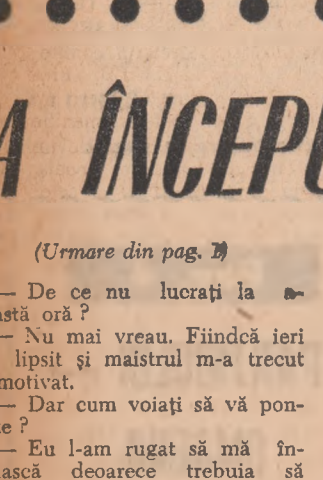 A ÎNCEPU
(Urmare din pag.
— De ce nu lucrați la a-
astă oră ?
— Nu mai vreau. Fiindcă ieri
lipsit și maistrul m-a trecut
motivat.
— Dar cum voiați să vă pon-
e ?
— Eu l-am rugat să mă în-
ască deoarece trebuia să